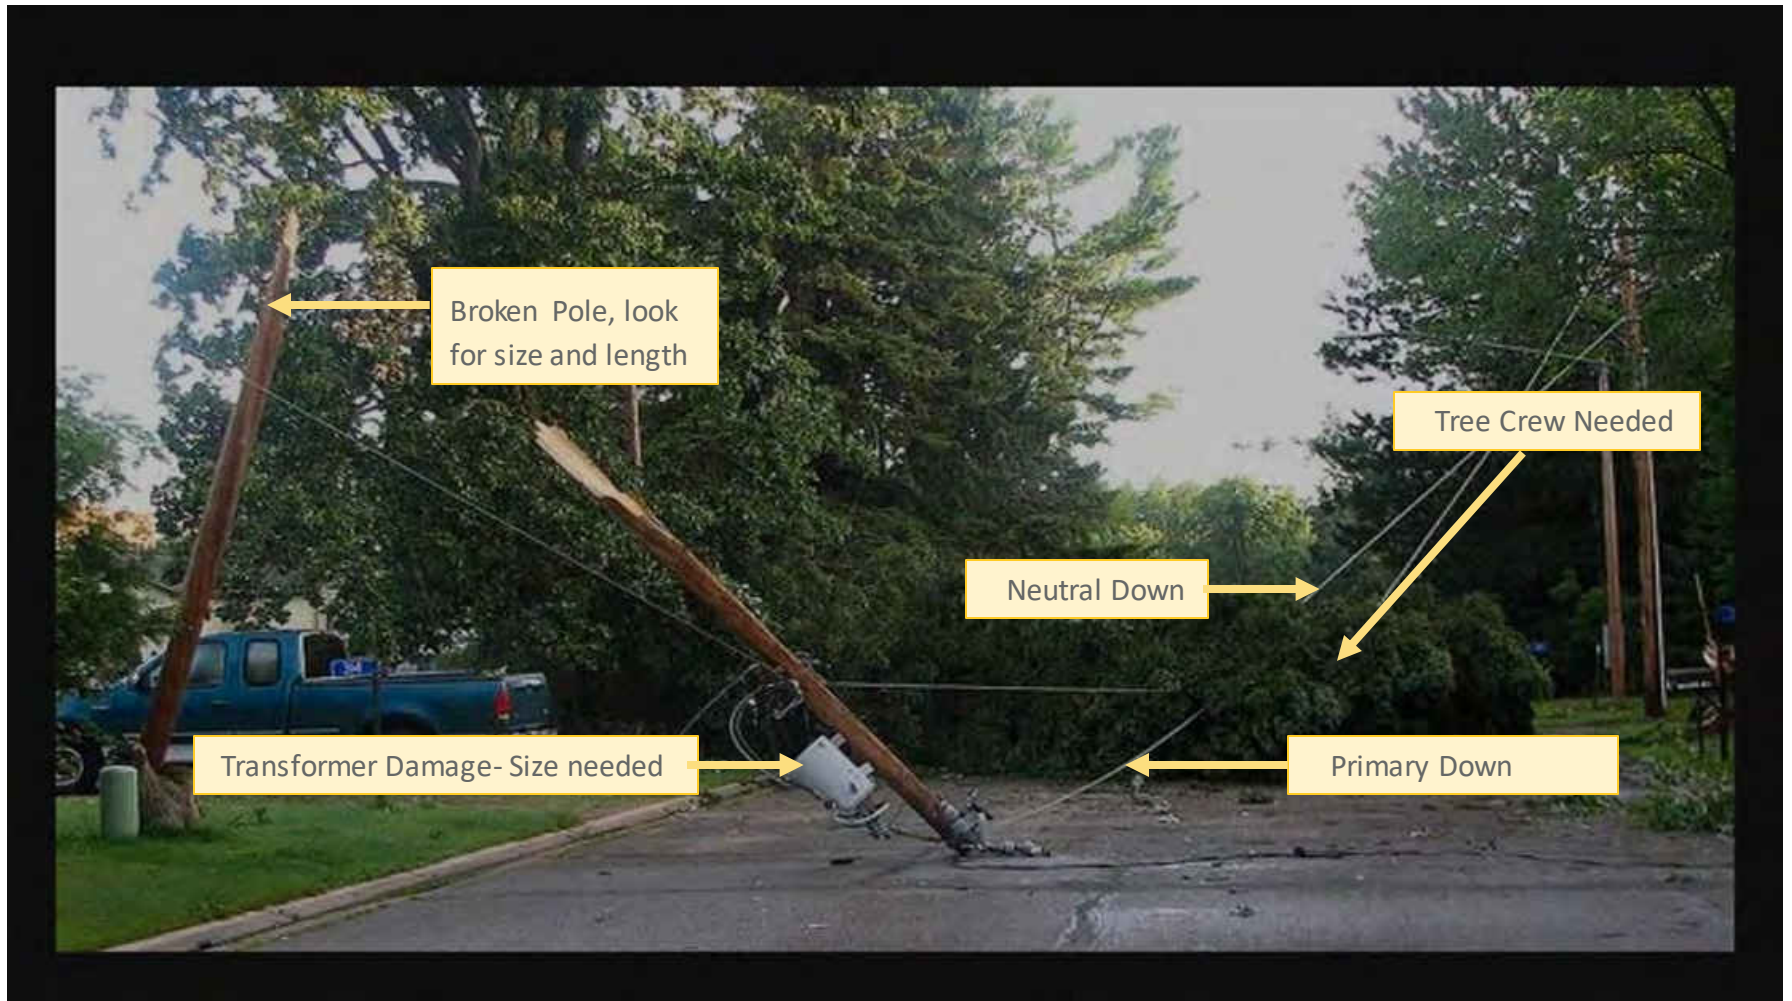 Broken Pole, look
for size and length
Tree Crew Needed
Neutral Down
Transformer Damage- Size needed
Primary Down